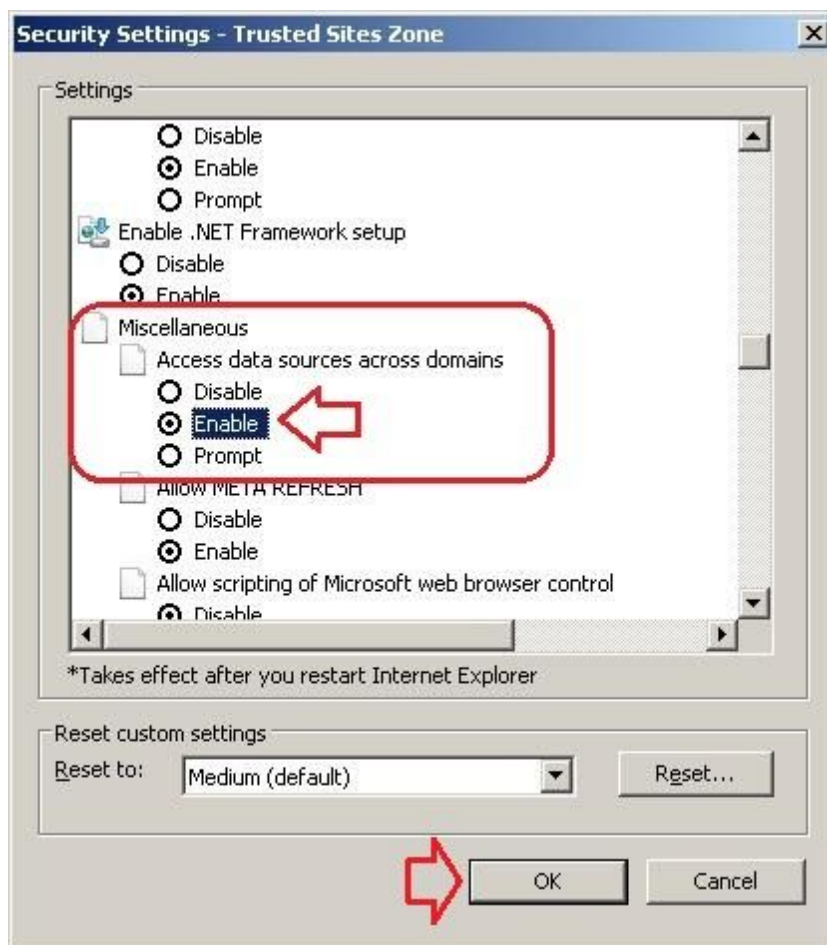 Security Settings - Trusted Sites Zone
Settings
Disable
Enable
Prompt
Enable .NET Framework setup
Disable
Enable
Miscellaneous
Access data sources across domains
Disable
Enable
Prompt
Allow META REFRESH
Disable
Enable
Allow scripting of Microsoft web browser control
Disable
*Takes effect after you restart Internet Explorer
Reset custom settings
Reset to: Medium (default) Reset...
OK Cancel